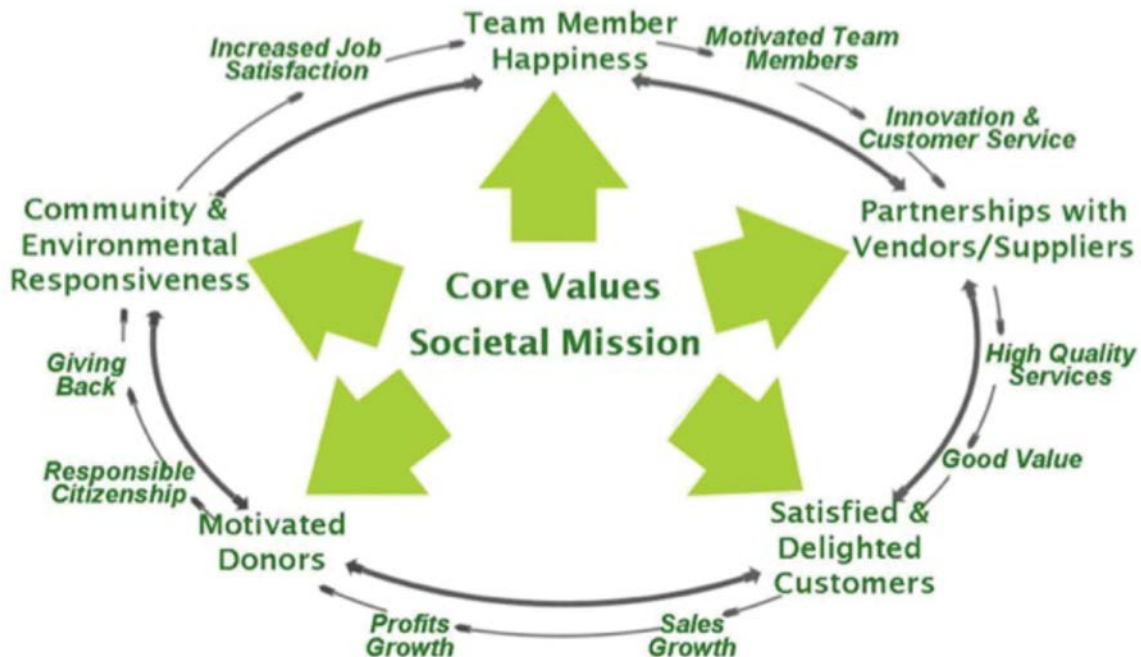 Team Member
Happiness
Motivated Team
Members
Innovation &
Customer Service
Partnerships with
Vendors/Suppliers
High Quality
Services
Good Value
Satisfied &
Delighted
Customers
Sales
Growth
Profits
Growth
Motivated
Donors
Responsible
Citizenship
Giving
Back
Community &
Environmental
Responsiveness
Increased Job
Satisfaction
Core Values
Societal Mission